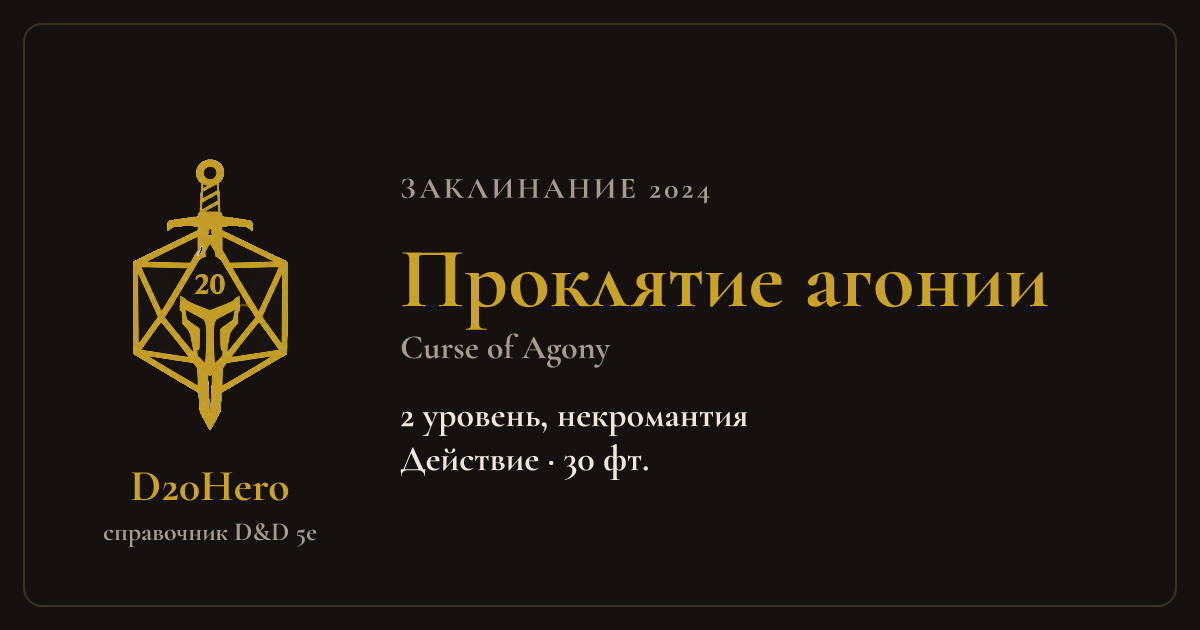 20
D20Hero
справочник D&D 5e
ЗАКЛИНАНИЕ 2024
Проклятие агонии
Curse of Agony
2 уровень, некромантия
Действие · 30 фт.